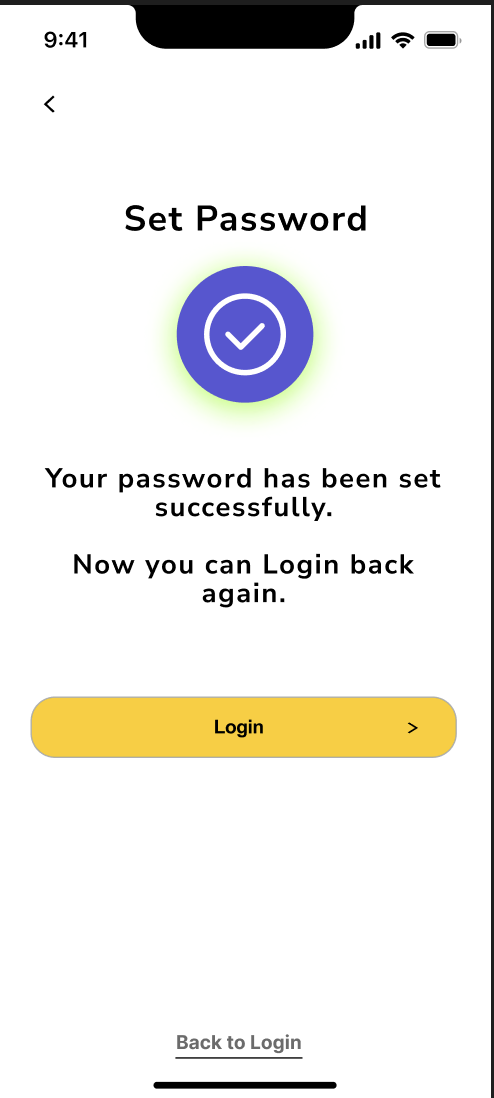 9:41
Set Password
Your password has been set
successfully.
Now you can Login back
again.
Login
Back to Login